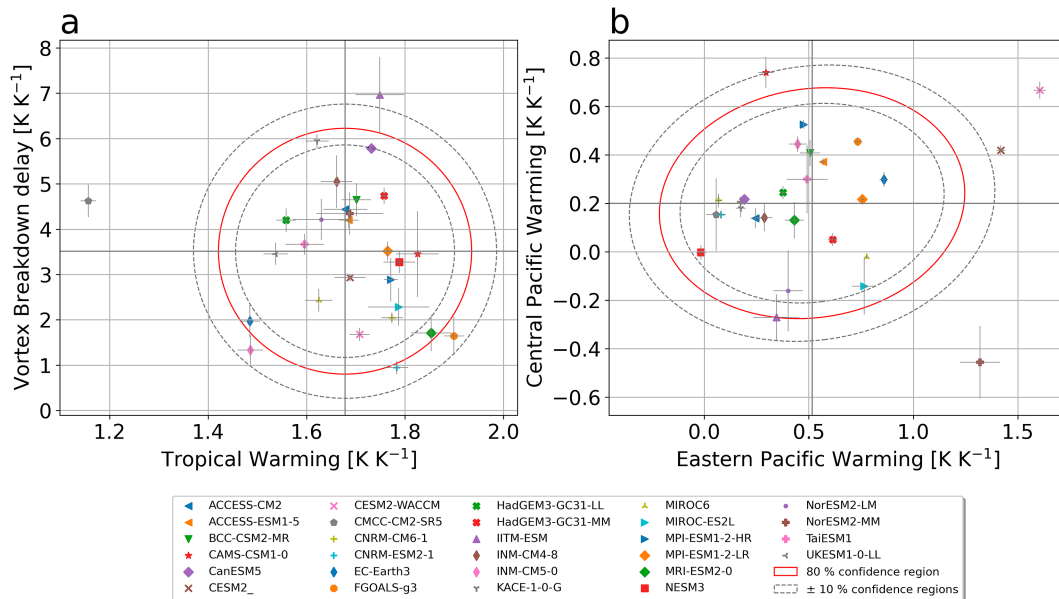 a
b
Vortex Breakdown delay [K K⁻¹]
8
7
6
5
4
3
2
1
0
1.2
1.4
1.6
1.8
2.0
Tropical Warming [K K⁻¹]
Central Pacific Warming [K K⁻¹]
0.8
0.6
0.4
0.2
0.0
−0.2
−0.4
−0.6
0.0
0.5
1.0
1.5
Eastern Pacific Warming [K K⁻¹]
ACCESS-CM2
ACCESS-ESM1-5
BCC-CSM2-MR
CAMS-CSM1-0
CanESM5
CESM2_
CESM2-WACCM
CMCC-CM2-SR5
CNRM-CM6-1
CNRM-ESM2-1
EC-Earth3
FGOALS-g3
HadGEM3-GC31-LL
HadGEM3-GC31-MM
IITM-ESM
INM-CM4-8
INM-CM5-0
KACE-1-0-G
MIROC6
MIROC-ES2L
MPI-ESM1-2-HR
MPI-ESM1-2-LR
MRI-ESM2-0
NESM3
NorESM2-LM
NorESM2-MM
TaiESM1
UKESM1-0-LL
80 % confidence region
± 10 % confidence regions